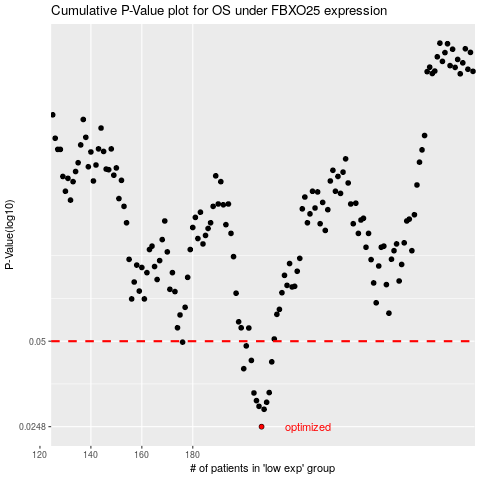 Cumulative P-Value plot for OS under FBXO25 expression
P-Value(log10)
0.05
0.0248
optimized
120 140 160 180
# of patients in 'low exp' group